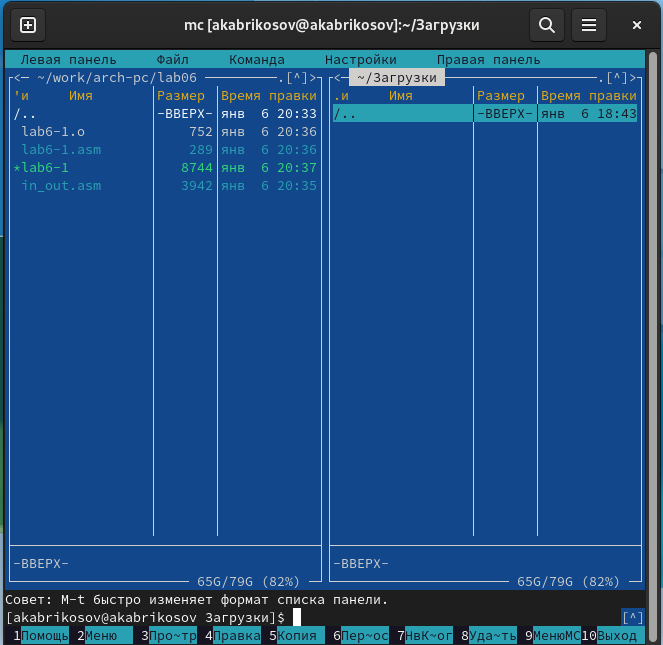 mc [akabrikosov@akabrikosov]:~/Загрузки
Левая панель Файл Команда Настройки Правая панель
<─ ~/work/arch-pc/lab06 ─.[^]>
'и Имя Размер Время правки
/.. -ВВЕРХ- янв 6 20:33
lab6-1.o 752 янв 6 20:36
lab6-1.asm 289 янв 6 20:36
*lab6-1 8744 янв 6 20:37
in_out.asm 3942 янв 6 20:35
-ВВЕРХ-
65G/79G (82%)
<─ ~/Загрузки ─.[^]>
.и Имя Размер Время правки
/.. -ВВЕРХ- янв 6 18:43
-ВВЕРХ-
65G/79G (82%)
Совет: M-t быстро изменяет формат списка панели.
[akabrikosov@akabrikosov Загрузки]$ [^]
1Помощь 2Меню 3Про~тр 4Правка 5Копия 6Пер~ос 7НвК~ог 8Уда~ть 9МенюMC 10Выход